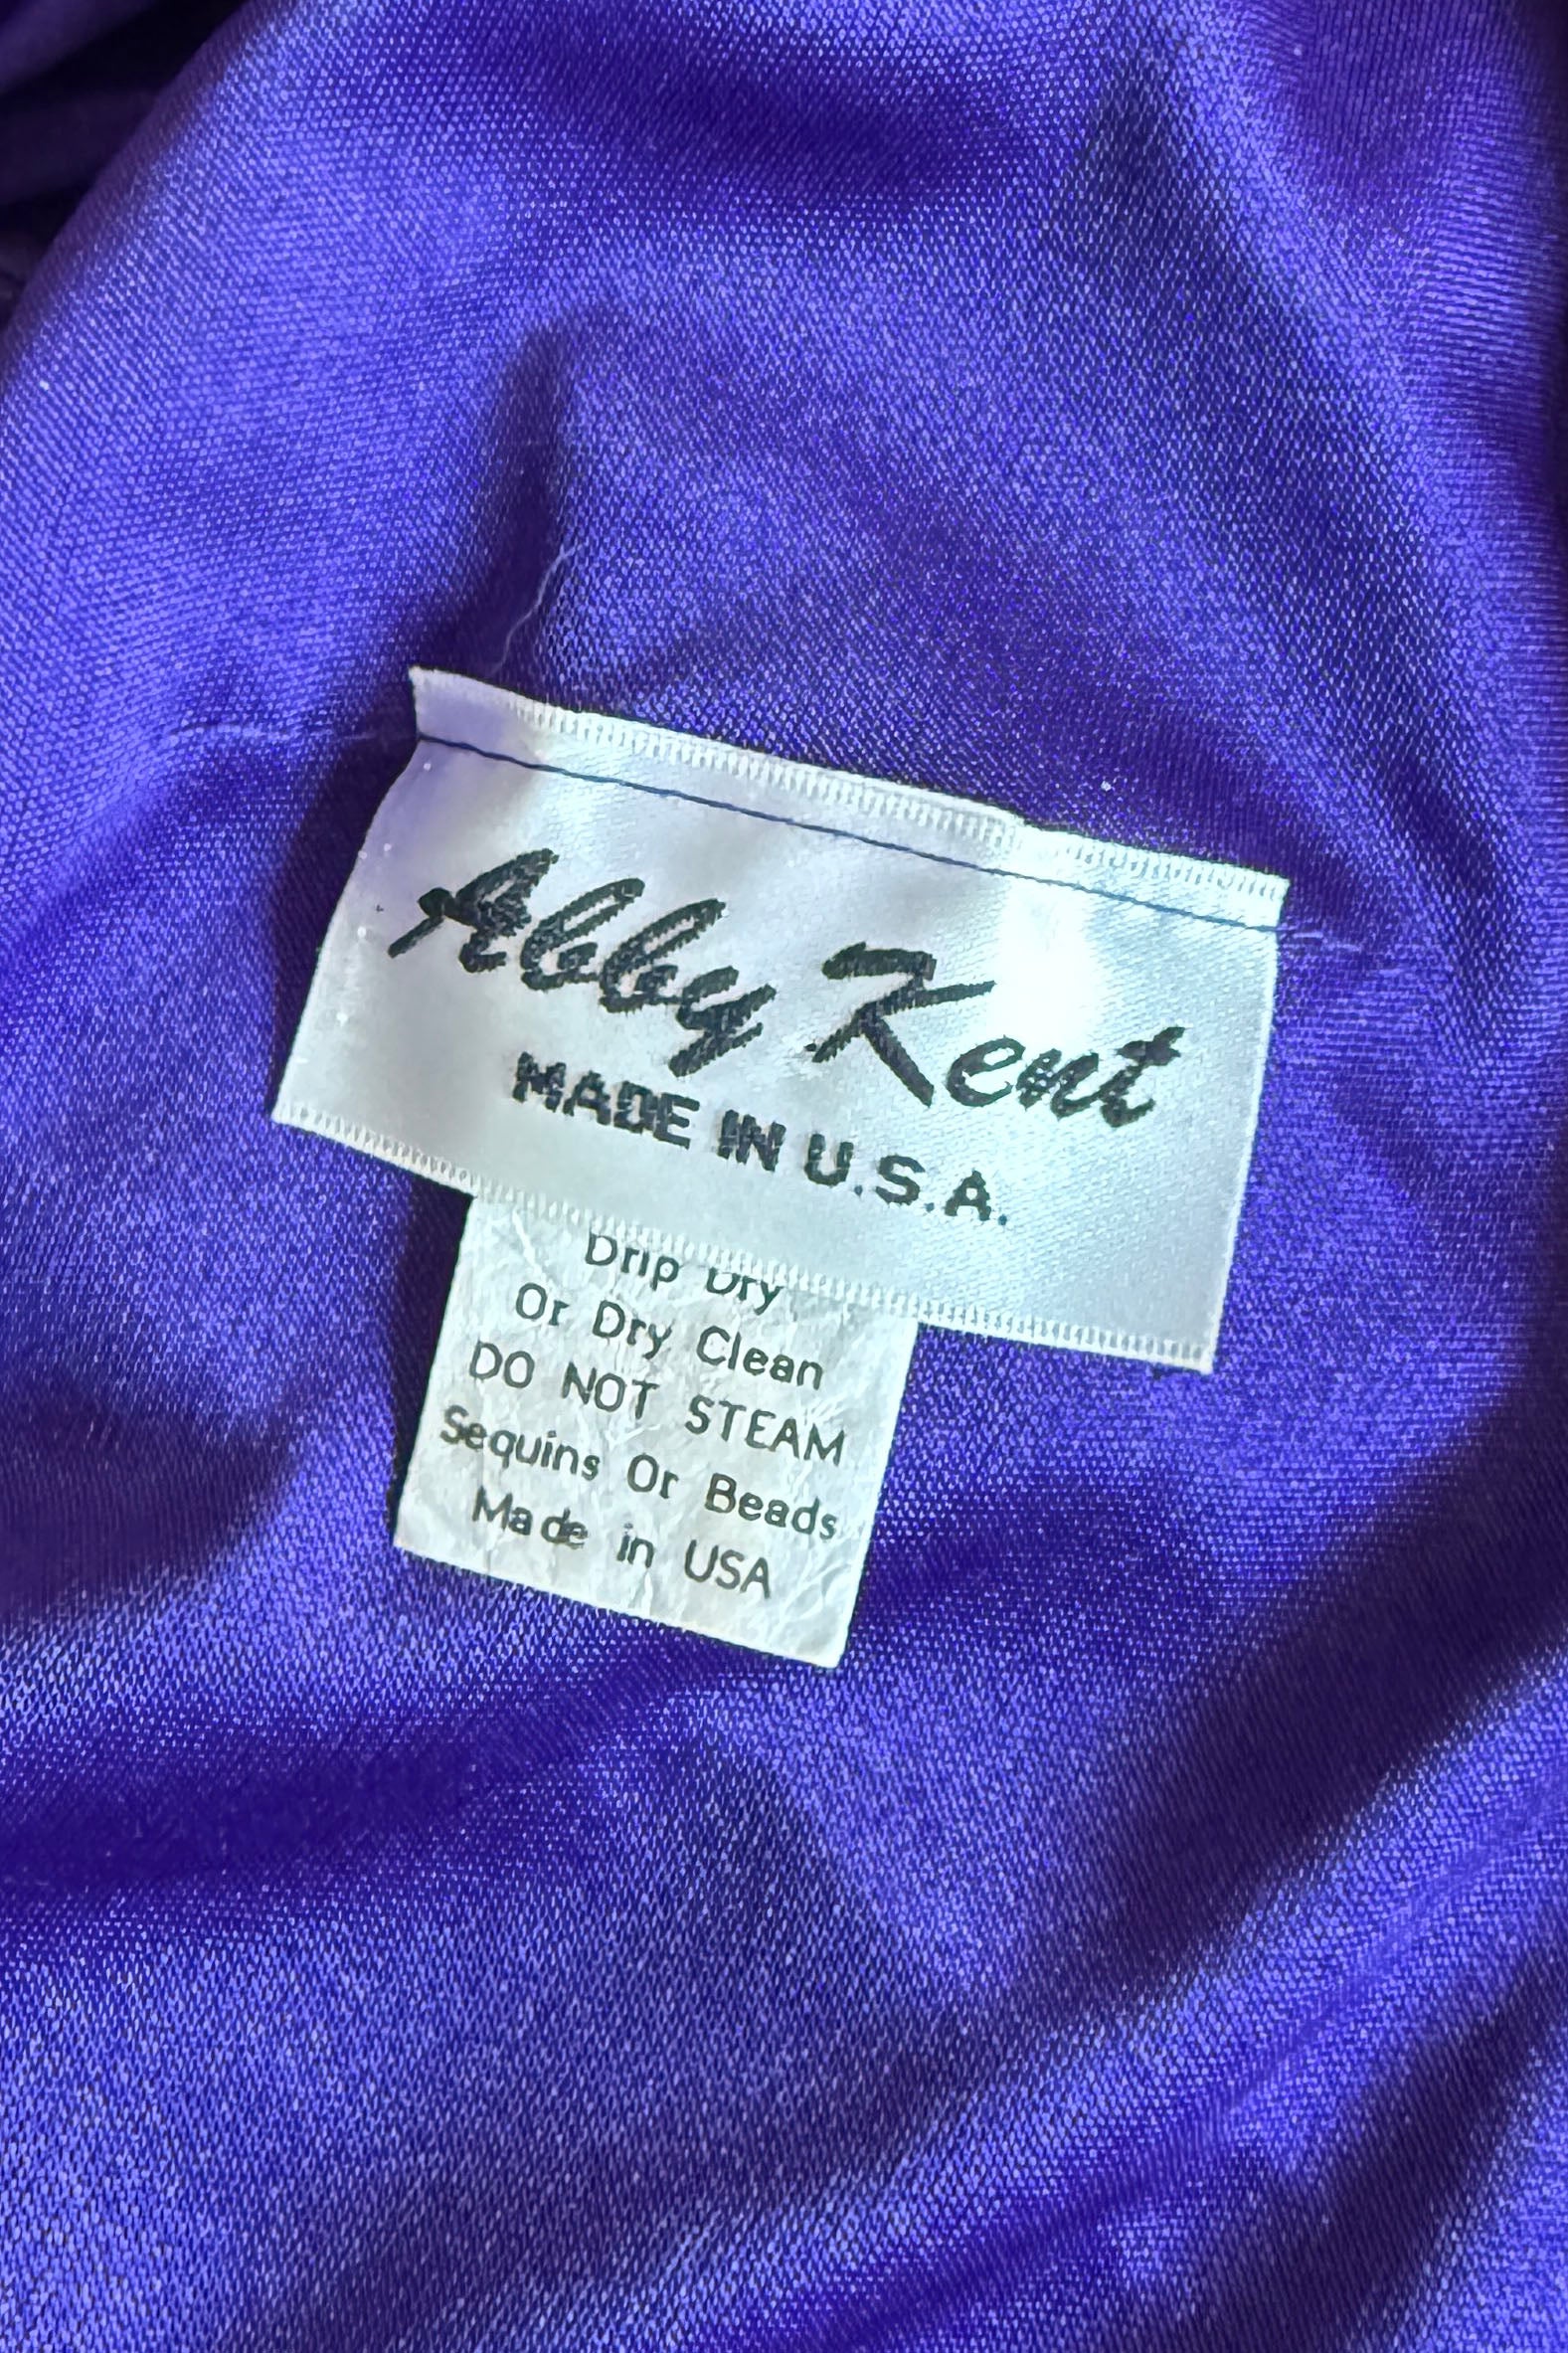 Abby Kent
MADE IN U.S.A.
Drip Dry
Or Dry Clean
DO NOT STEAM
Sequins Or Beads
Made in USA